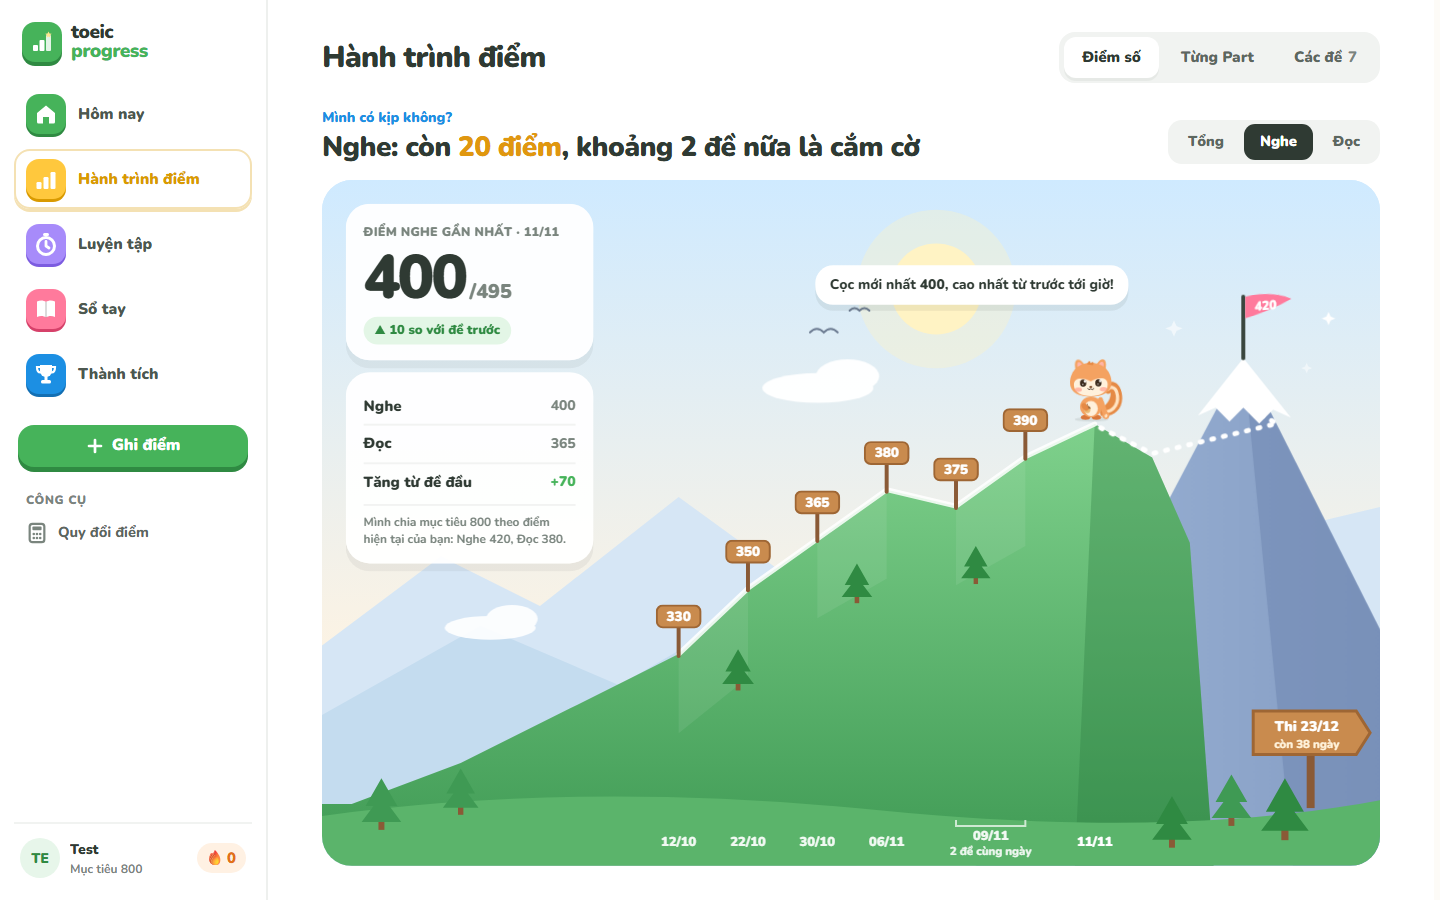 toeic
progress
Hôm nay
Hành trình điểm
Luyện tập
Sổ tay
Thành tích
Ghi điểm
CÔNG CỤ
Quy đổi điểm
TE
Test
Mục tiêu 800
0
Hành trình điểm
Điểm số
Từng Part
Các đề 7
Mình có kịp không?
Nghe: còn 20 điểm, khoảng 2 đề nữa là cắm cờ
Tổng
Nghe
Đọc
ĐIỂM NGHE GẦN NHẤT · 11/11
400/495
▲ 10 so với đề trước
Nghe 400
Đọc 365
Tăng từ đề đầu +70
Mình chia mục tiêu 800 theo điểm
hiện tại của bạn: Nghe 420, Đọc 380.
Cọc mới nhất 400, cao nhất từ trước tới giờ!
420
390
380
375
365
350
330
Thi 23/12
còn 38 ngày
12/10
22/10
30/10
06/11
09/11
2 đề cùng ngày
11/11